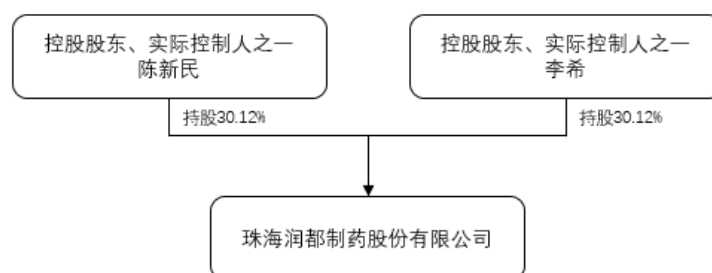 控股股东、实际控制人之一
陈新民
控股股东、实际控制人之一
李希
持股30.12%
持股30.12%
珠海润都制药股份有限公司